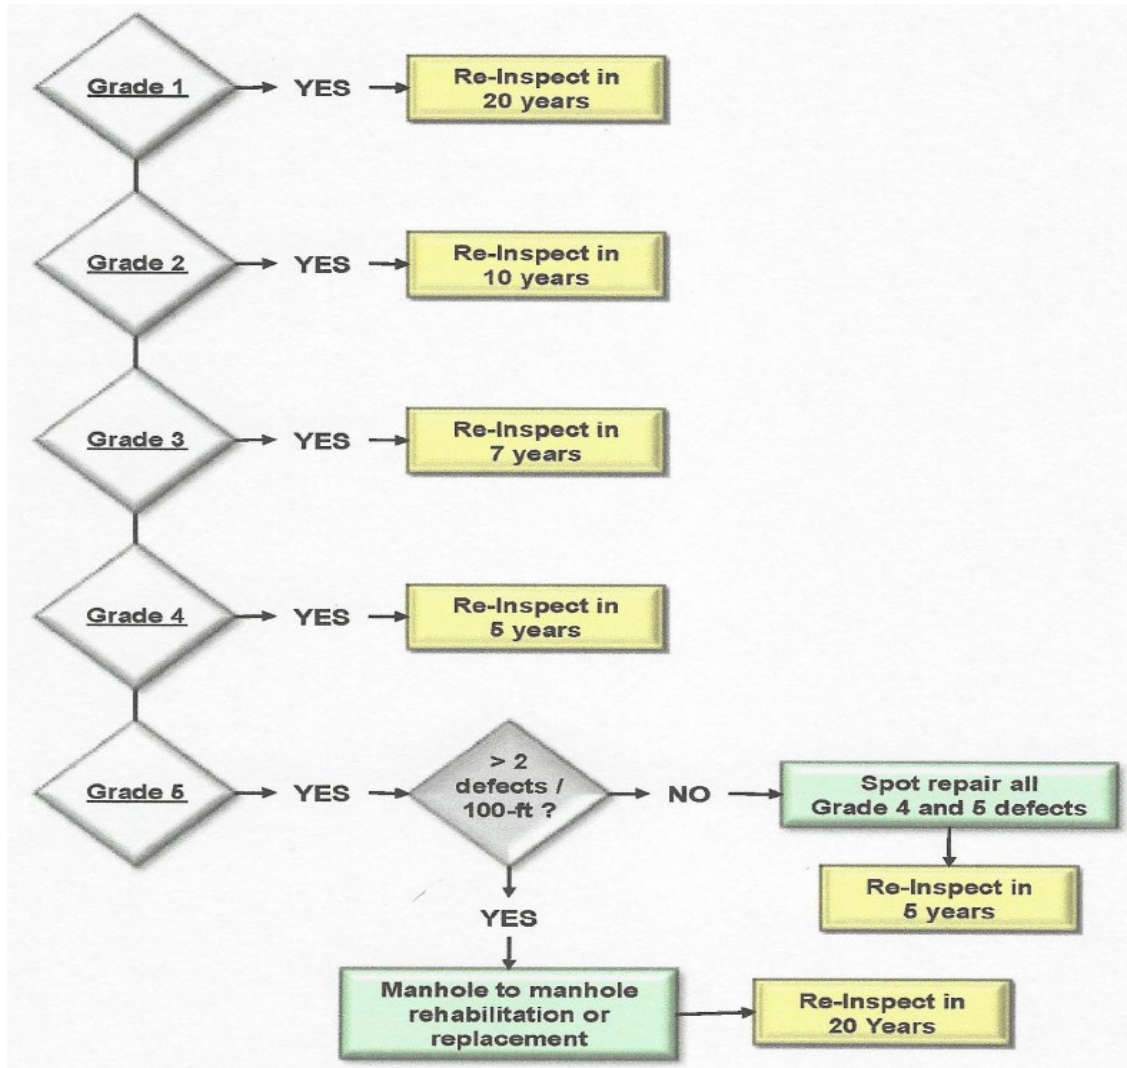 Grade 1
YES
Re-Inspect in
20 years
Grade 2
YES
Re-Inspect in
10 years
Grade 3
YES
Re-Inspect in
7 years
Grade 4
YES
Re-Inspect in
5 years
Grade 5
YES
> 2
defects /
100-ft ?
NO
Spot repair all
Grade 4 and 5 defects
Re-Inspect in
5 years
YES
Manhole to manhole
rehabilitation or
replacement
Re-Inspect in
20 Years